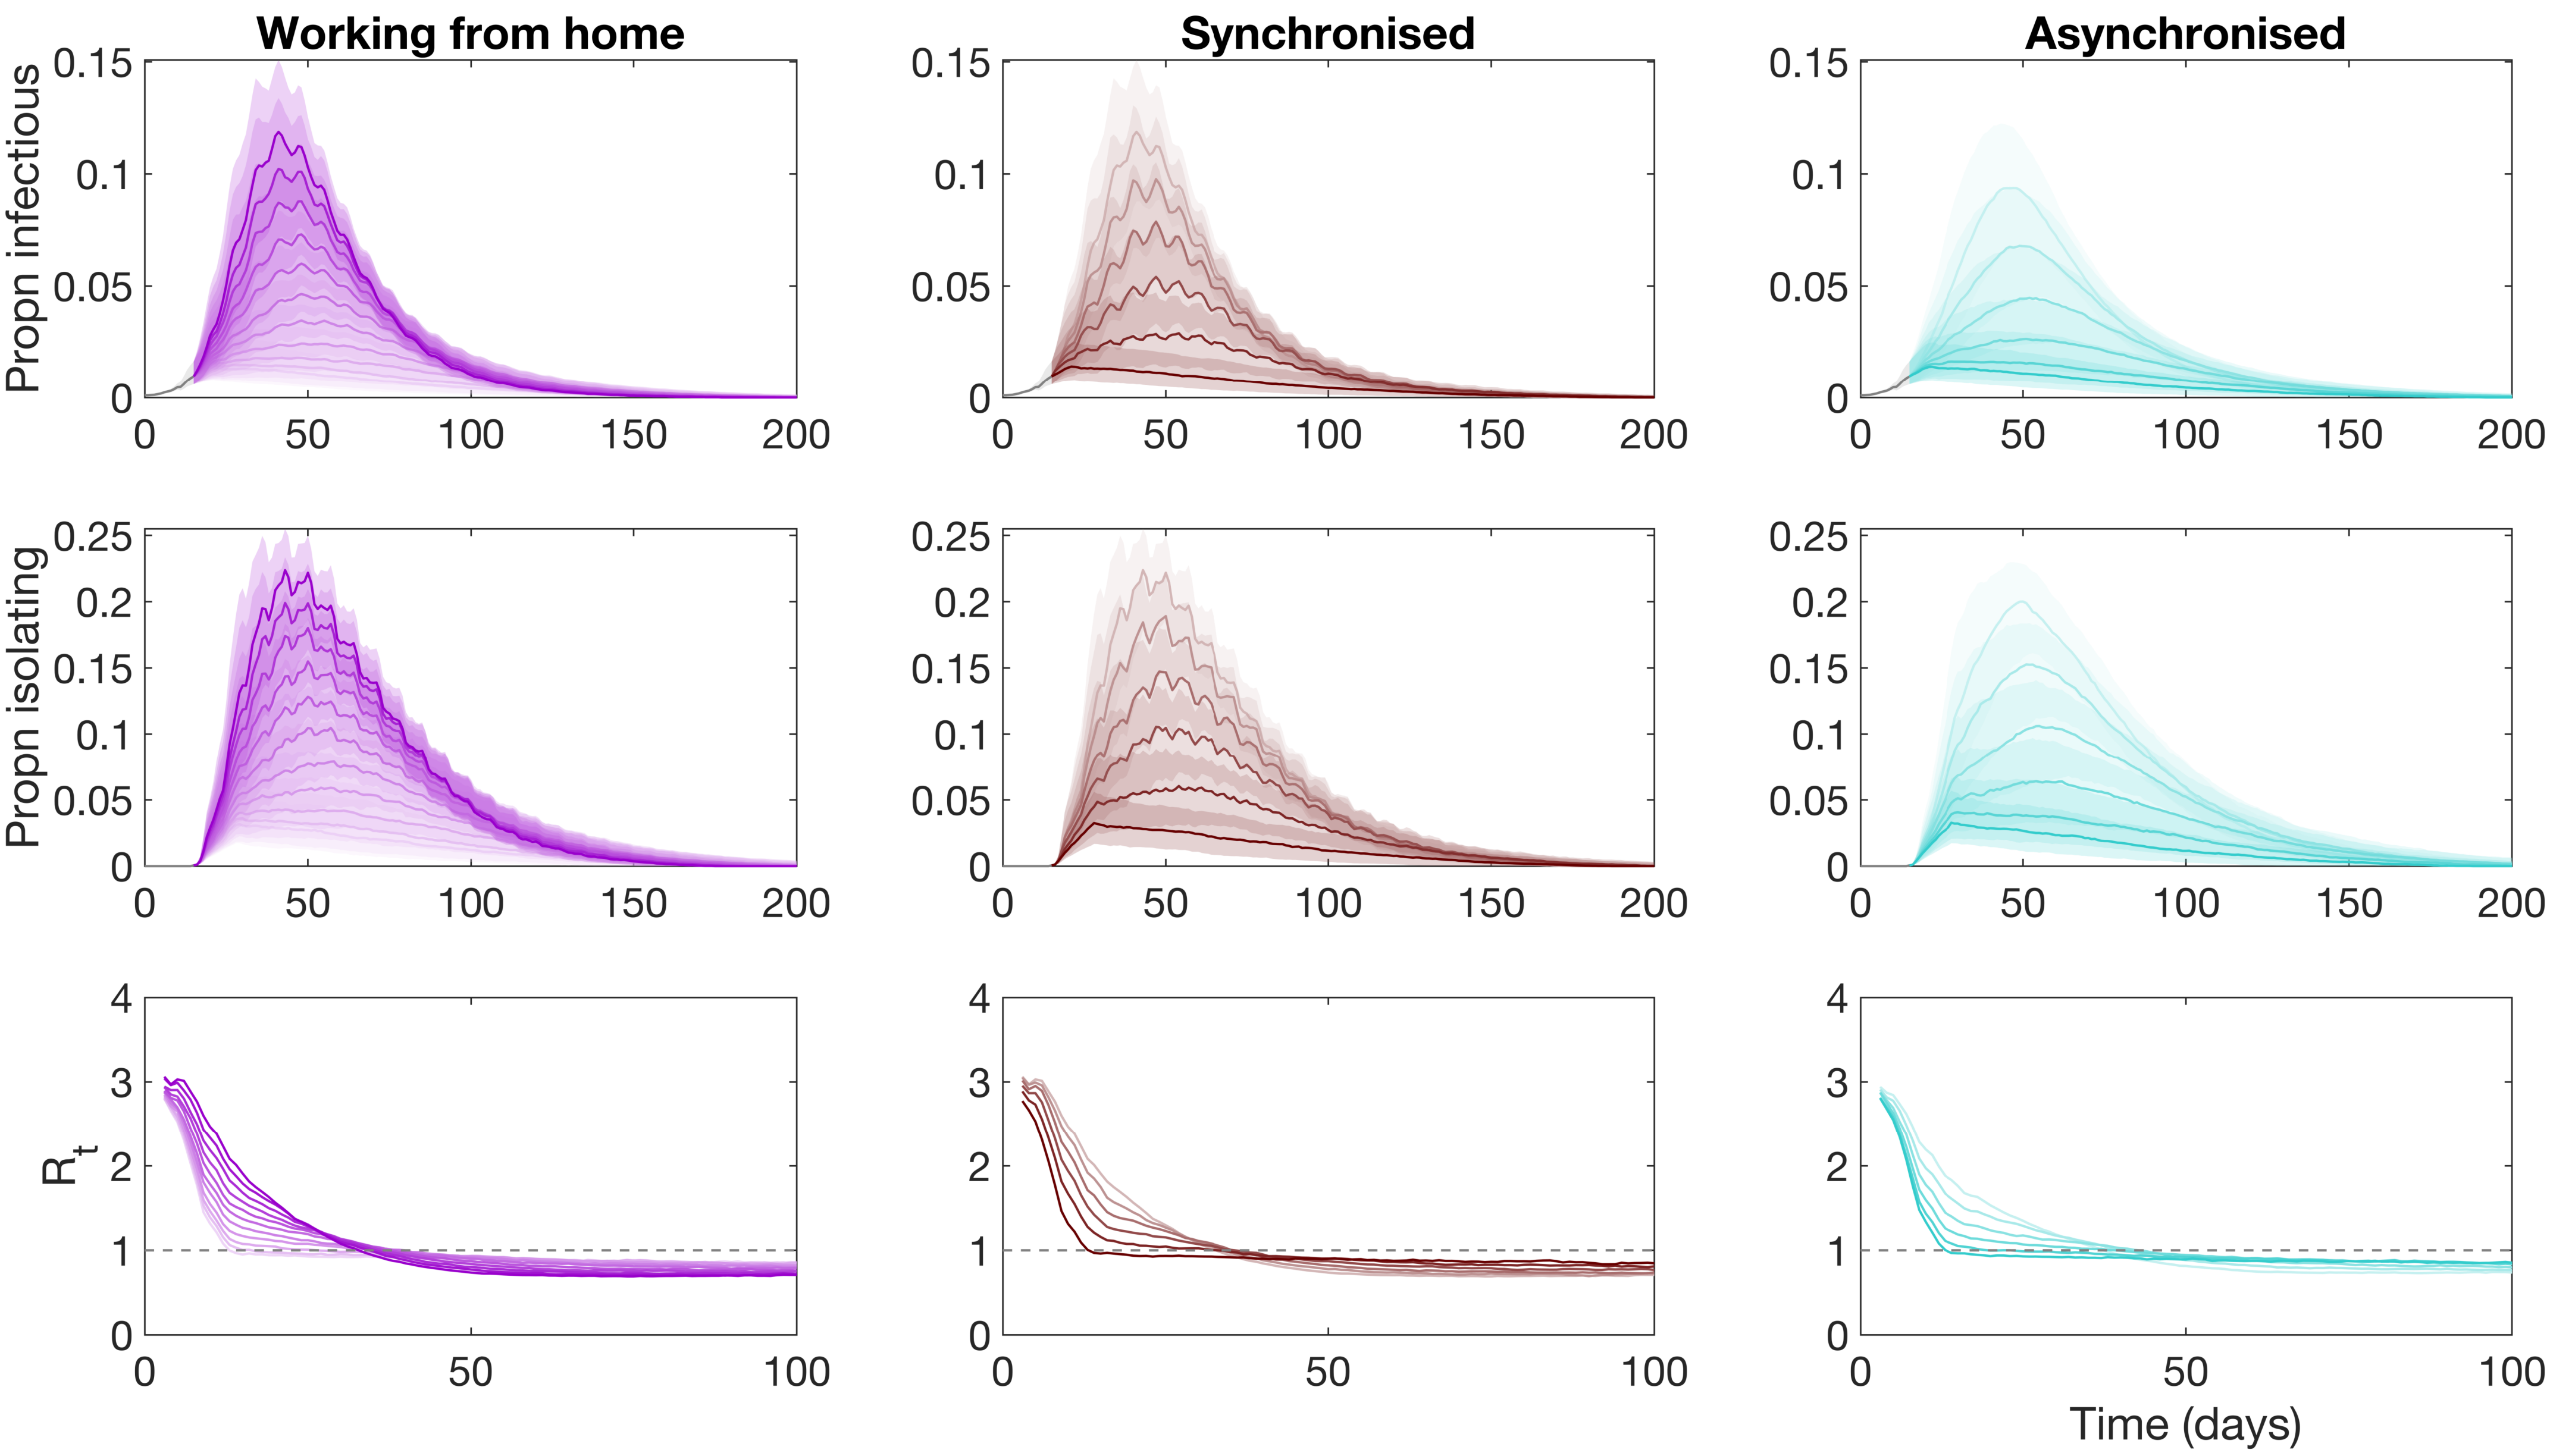 Working from home Synchronised Asynchronised
Propn infectious
0.15 0.15 0.15
0.1 0.1 0.1
0.05 0.05 0.05
0 0 0
0 50 100 150 200 0 50 100 150 200 0 50 100 150 200
Propn isolating
0.25 0.25 0.25
0.2 0.2 0.2
0.15 0.15 0.15
0.1 0.1 0.1
0.05 0.05 0.05
0 0 0
0 50 100 150 200 0 50 100 150 200 0 50 100 150 200
Rt
4 4 4
3 3 3
2 2 2
1 1 1
0 0 0
0 50 100 0 50 100 0 50 100
Time (days)